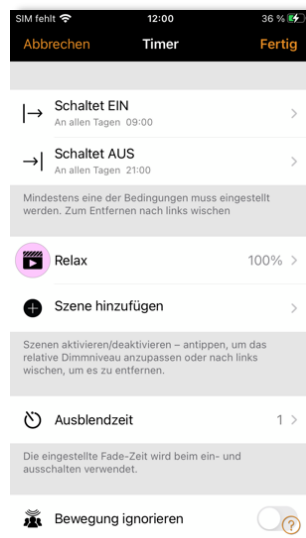 SIM fehlt 12:00 36 %
Abbrechen Timer Fertig
Schaltet EIN
An allen Tagen 09:00
Schaltet AUS
An allen Tagen 21:00
Mindestens eine der Bedingungen muss eingestellt
werden. Zum Entfernen nach links wischen
Relax 100%
Szene hinzufügen
Szenen aktivieren/deaktivieren – antippen, um das
relative Dimmniveau anzupassen oder nach links
wischen, um es zu entfernen.
Ausblendzeit 1
Die eingestellte Fade-Zeit wird beim ein- und
ausschalten verwendet.
Bewegung ignorieren ?